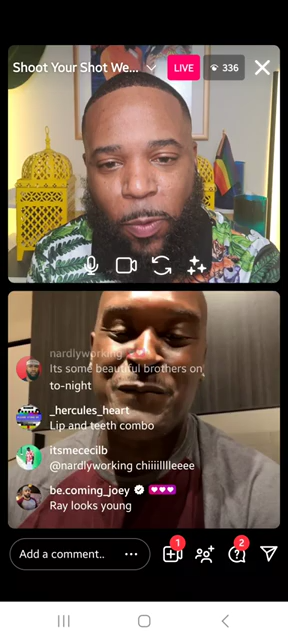 Shoot Your Shot We...
LIVE
336
nardlyworking
Its some beautiful brothers on
to-night
_hercules_heart
Lip and teeth combo
itsmececilb
@nardlyworking chiiiilllleeee
be.coming_joey
Ray looks young
Add a comment..
1
2